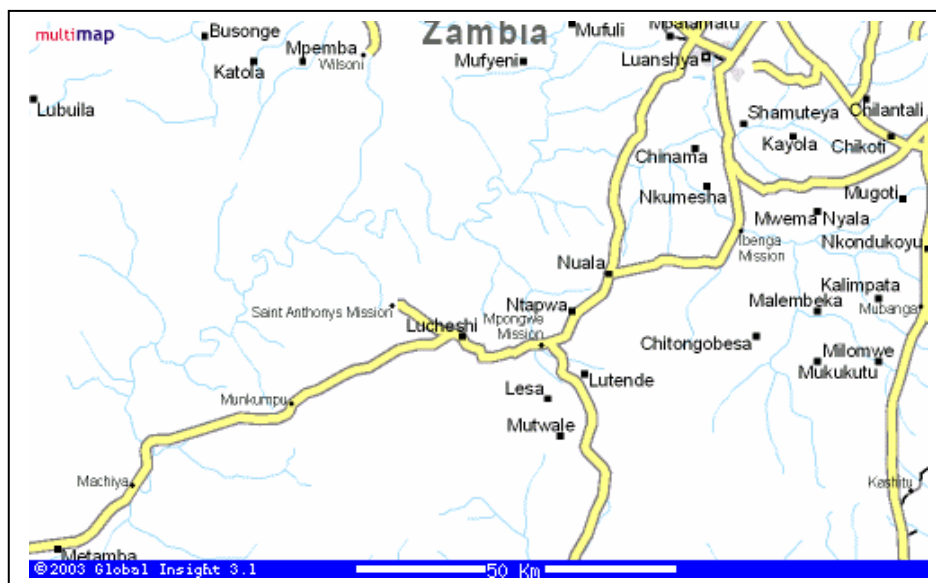 multimap
Busonge
Zambia
Mufuli
Mpatamatu
Mpemba
Wilsoni
Katola
Mufyeni
Luanshya
Lubuila
Shamuteya
Chilantali
Kayola
Chikoti
Chinama
Nkumesha
Mugoti
Mwema
Nyala
Ibenga
Mission
Nkondukoyu
Nuala
Saint Anthonys Mission
Ntapwa
Kalimpata
Malembeka
Mubanga
Lucheshi
Mpongwe
Mission
Chitongobesa
Milomwe
Mukukutu
Lesa
Lutende
Munkumpu
Mutwale
Machiya
Kashitu
Metamba
©2003 Global Insight 3.1
50 Km